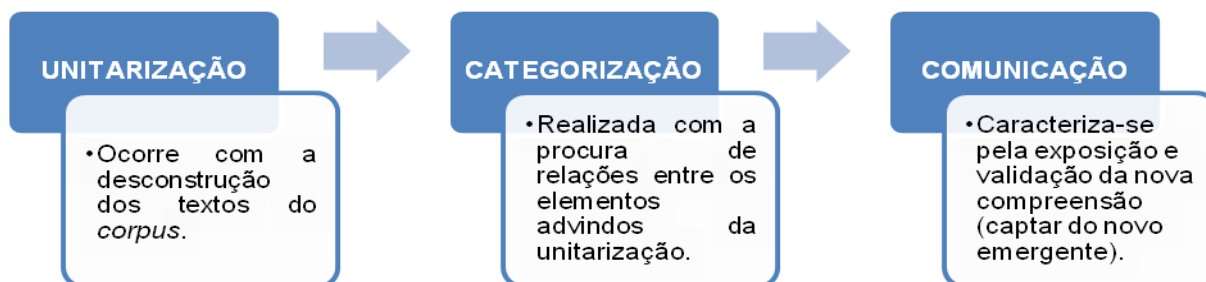 UNITARIZAÇÃO
•Ocorre com a
desconstrução
dos textos do
corpus.
CATEGORIZAÇÃO
•Realizada com a
procura de
relações entre os
elementos
advindos da
unitarização.
COMUNICAÇÃO
•Caracteriza-se
pela exposição e
validação da nova
compreensão
(captar do novo
emergente).